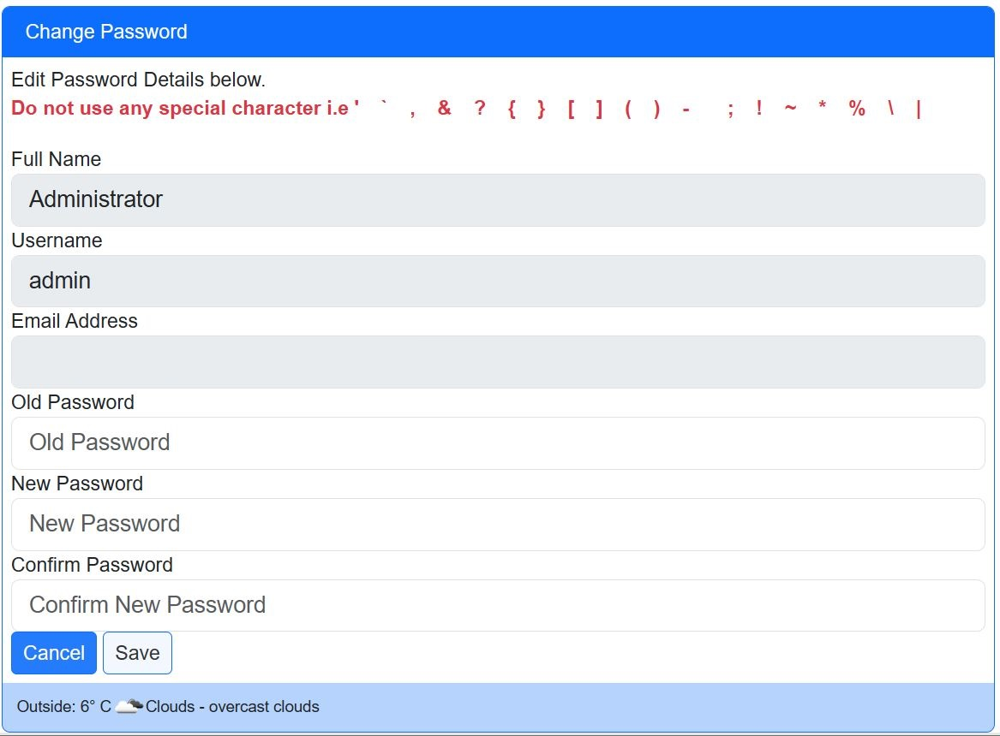 Change Password
Edit Password Details below.
Do not use any special character i.e ' ` , & ? { } [ ] ( ) - ; ! ~ * % \ |
Full Name
Administrator
Username
admin
Email Address
Old Password
Old Password
New Password
New Password
Confirm Password
Confirm New Password
Cancel Save
Outside: 6° C Clouds - overcast clouds